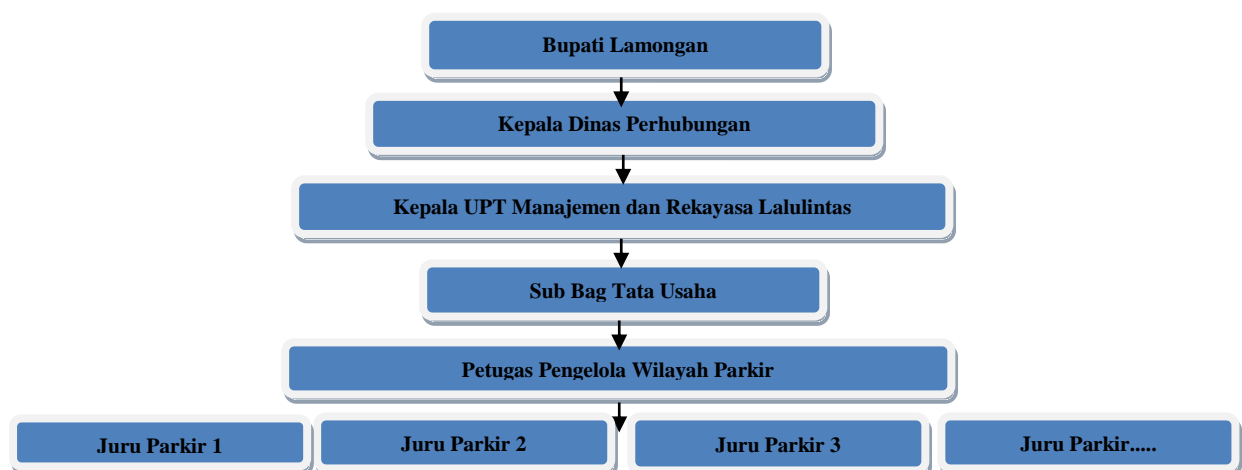 Bupati Lamongan
Kepala Dinas Perhubungan
Kepala UPT Manajemen dan Rekayasa Lalulintas
Sub Bag Tata Usaha
Petugas Pengelola Wilayah Parkir
Juru Parkir 1
Juru Parkir 2
Juru Parkir 3
Juru Parkir.....